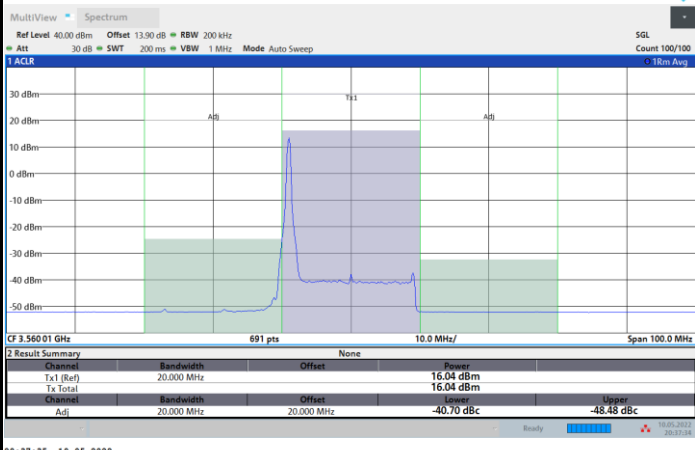 MultiView Spectrum
Ref Level 40.00 dBm Offset 13.90 dB RBW 200 kHz SGL
Att 30 dB SWT 200 ms VBW 1 MHz Mode Auto Sweep Count 100/100
1 ACLR 1Rm Avg
30 dBm
Tx1
20 dBm Adj Adj
10 dBm
0 dBm
-10 dBm
-20 dBm
-30 dBm
-40 dBm
-50 dBm
CF 3.560 01 GHz 691 pts 10.0 MHz/ Span 100.0 MHz
2 Result Summary None
Channel Bandwidth Offset Power
Tx1 (Ref) 20.000 MHz 16.04 dBm
Tx Total 16.04 dBm
Channel Bandwidth Offset Lower Upper
Adj 20.000 MHz 20.000 MHz -40.70 dBc -48.48 dBc
Ready 10.05.2022
20:37:34